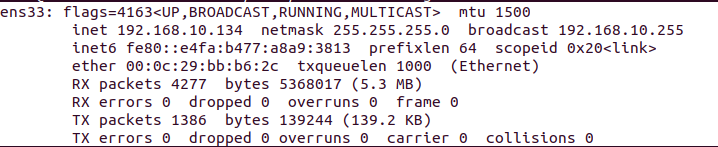 ens33: flags=4163<UP,BROADCAST,RUNNING,MULTICAST>  mtu 1500
inet 192.168.10.134  netmask 255.255.255.0  broadcast 192.168.10.255
inet6 fe80::e4fa:b477:a8a9:3813  prefixlen 64  scopeid 0x20<link>
ether 00:0c:29:bb:b6:2c  txqueuelen 1000  (Ethernet)
RX packets 4277  bytes 5368017 (5.3 MB)
RX errors 0  dropped 0  overruns 0  frame 0
TX packets 1386  bytes 139244 (139.2 KB)
TX errors 0  dropped 0 overruns 0  carrier 0  collisions 0